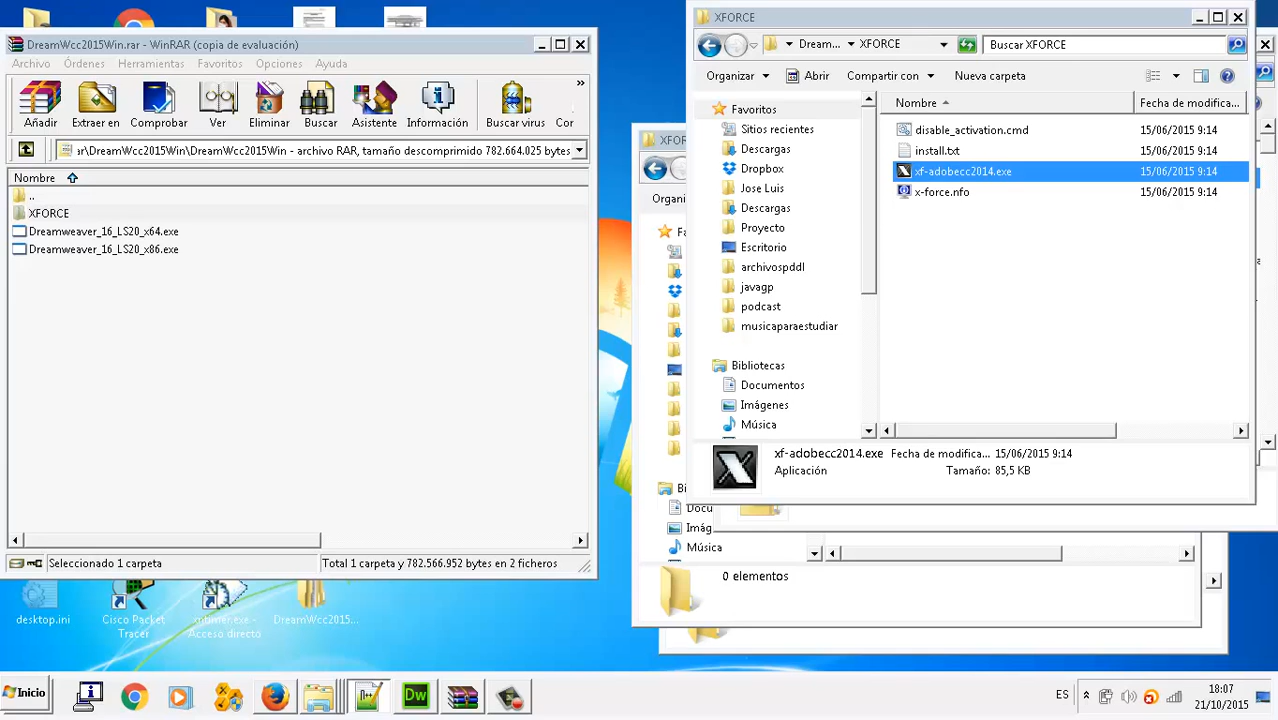 DreamWcc2015Win.rar - WinRAR (copia de evaluación)
Archivo Órdenes Herramientas Favoritos Opciones Ayuda
Añadir Extraer en Comprobar Ver Eliminar Buscar Asistente Información Buscar virus Cor
ar\DreamWcc2015Win\DreamWcc2015Win - archivo RAR, tamaño descomprimido 782.664.025 bytes
Nombre
..
XFORCE
Dreamweaver_16_LS20_x64.exe
Dreamweaver_16_LS20_x86.exe
Seleccionado 1 carpeta
Total 1 carpeta y782.566.952 bytes en 2 ficheros
XFORCE
Dream... XFORCE
Buscar XFORCE
Organizar Abrir Compartir con Nueva carpeta
Favoritos
Sitios recientes
Descargas
Dropbox
Jose Luis
Descargas
Proyecto
Escritorio
archivospddl
javagp
podcast
musicaparaestudiar
Bibliotecas
Documentos
Imágenes
Música
Nombre Fecha de modifica...
disable_activation.cmd 15/06/2015 9:14
install.txt 15/06/2015 9:14
xf-adobecc2014.exe 15/06/2015 9:14
x-force.nfo 15/06/2015 9:14
xf-adobecc2014.exe Fecha de modifica... 15/06/2015 9:14
Aplicación Tamaño: 85,5 KB
XFO
Organi
Fa
Bi
Docu
Imág
Música
0 elementos
desktop.ini
Cisco Packet
Tracer
Acceso directo
DreamWcc2015...
Inicio
Dw
ES
18:07
21/10/2015